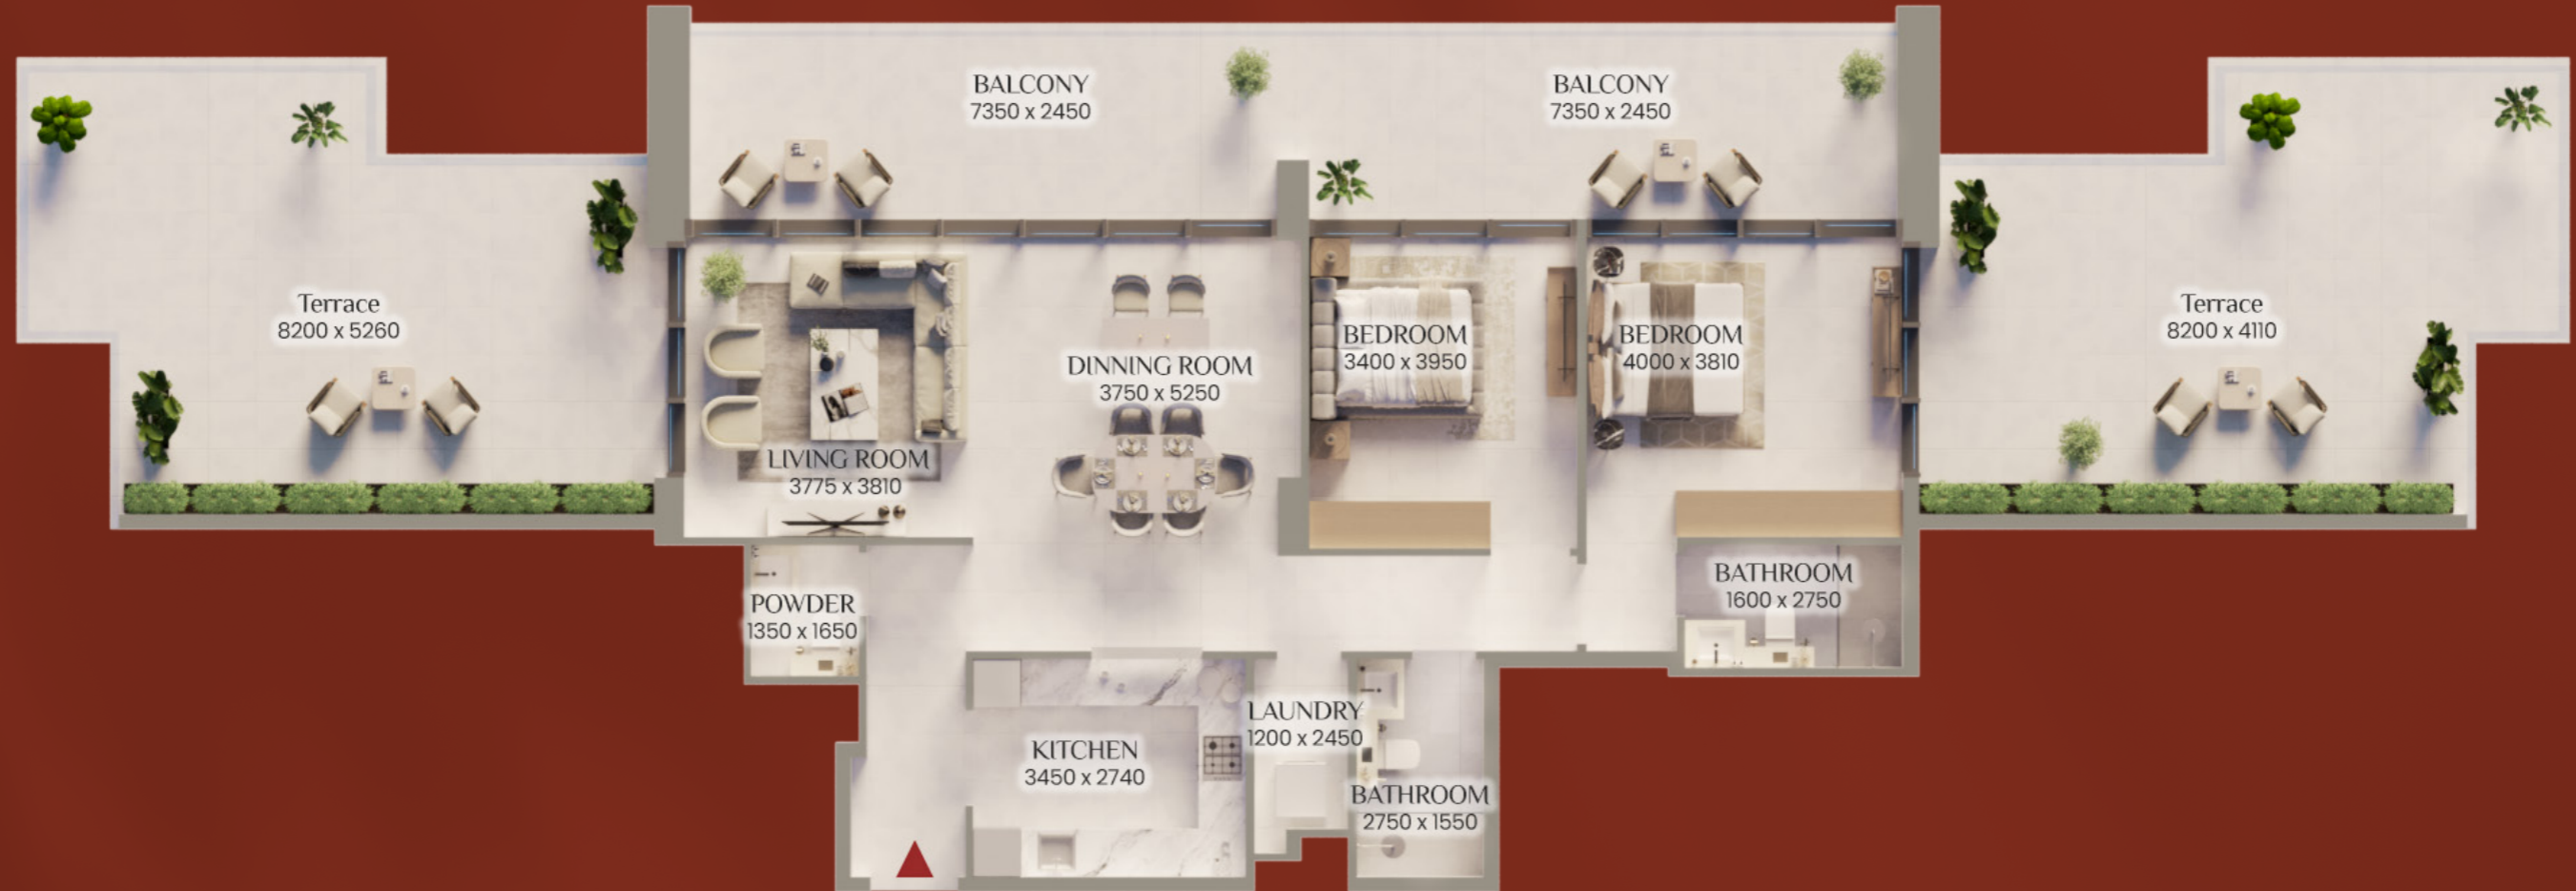 BALCONY
7350 x 2450
BALCONY
7350 x 2450
Terrace
8200 x 5260
Terrace
8200 x 4110
BEDROOM
3400 x 3950
BEDROOM
4000 x 3810
DINNING ROOM
3750 x 5250
LIVING ROOM
3775 x 3810
BATHROOM
1600 x 2750
POWDER
1350 x 1650
LAUNDRY
1200 x 2450
KITCHEN
3450 x 2740
BATHROOM
2750 x 1550